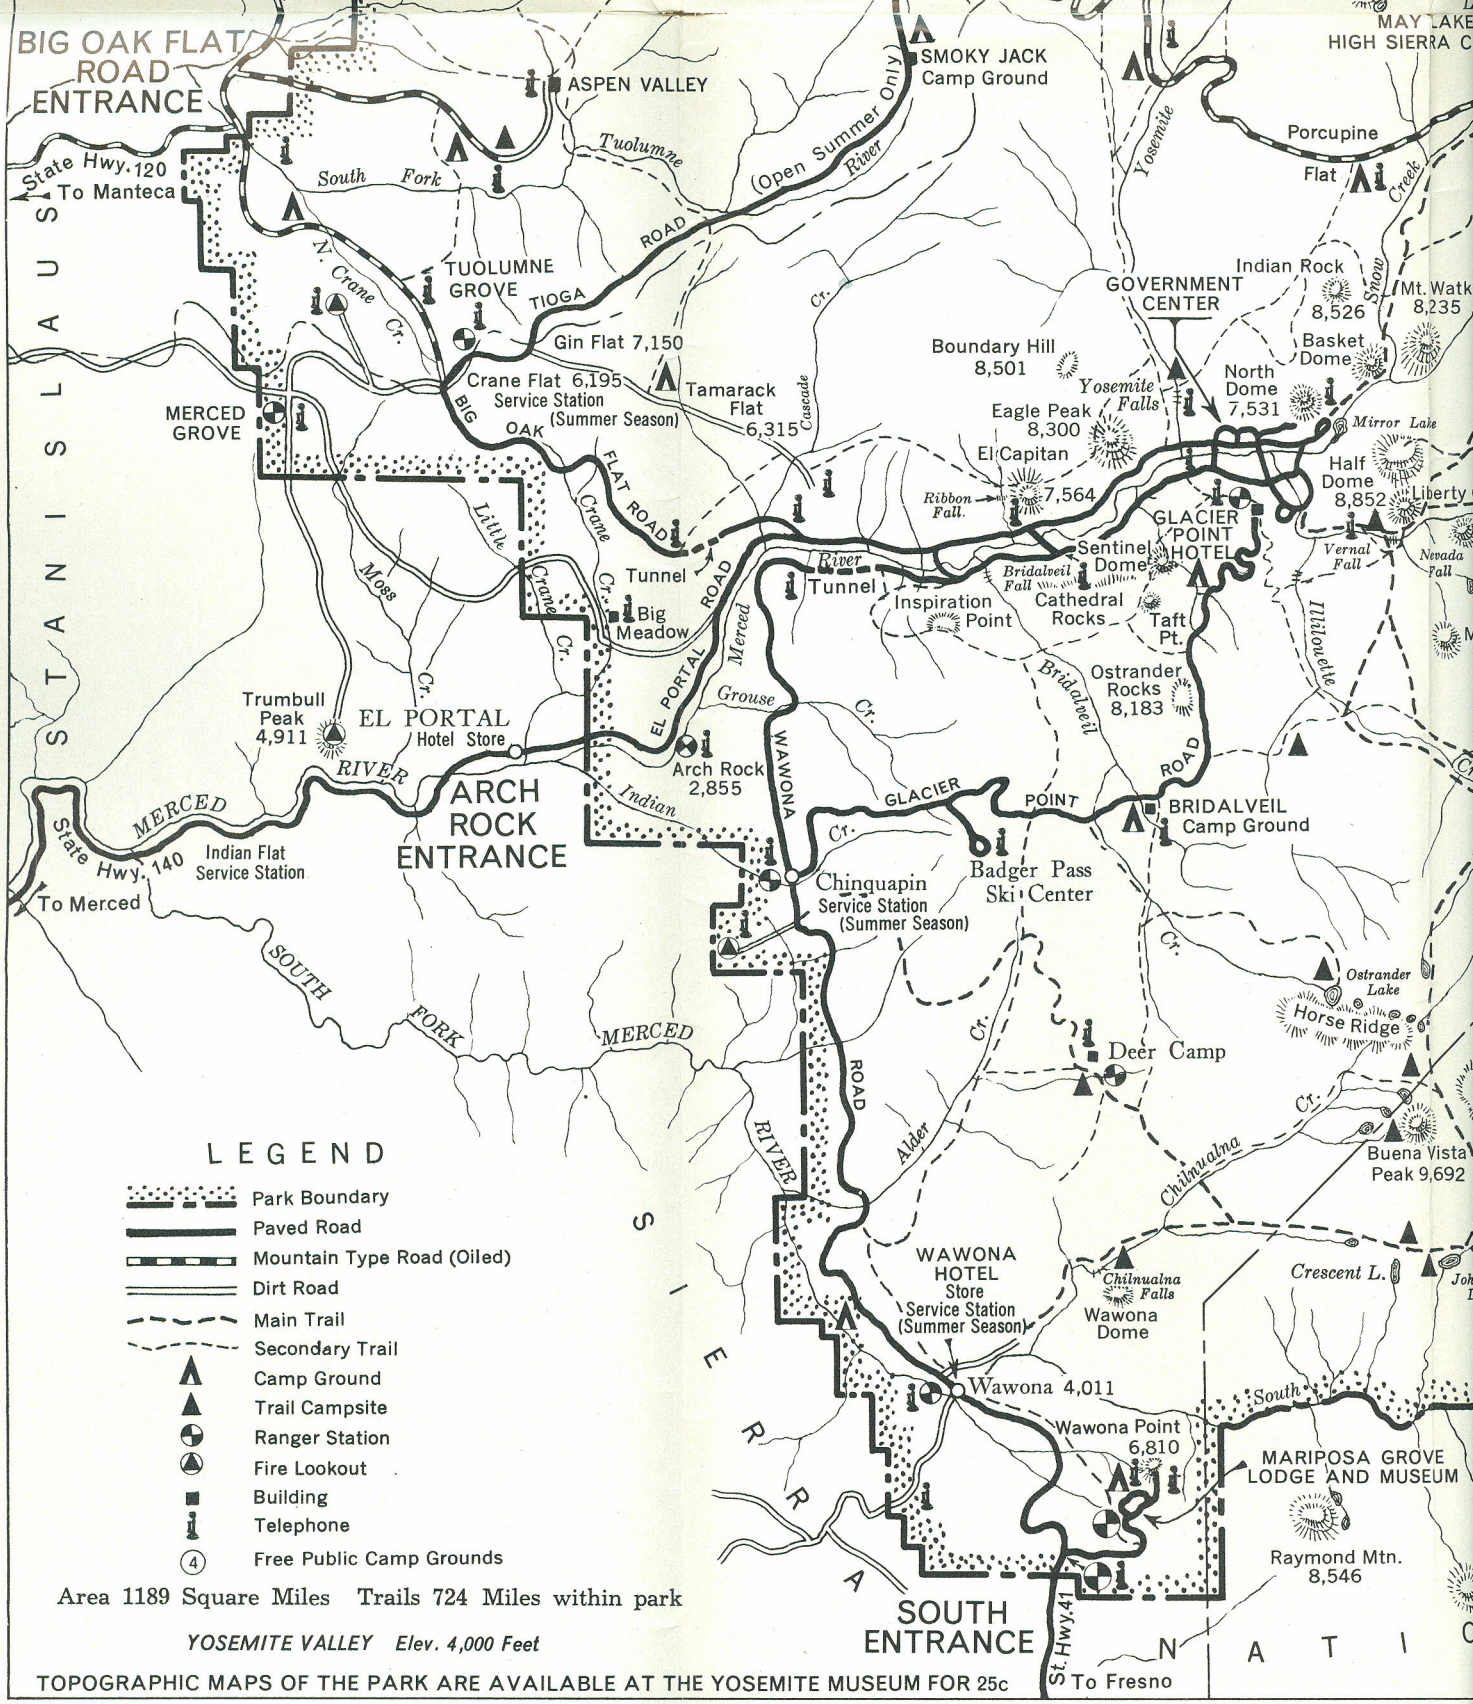 BIG OAK FLAT
ROAD
ENTRANCE
State Hwy. 120
To Manteca
ASPEN VALLEY
SMOKY JACK
Camp Ground
MAY LAKE
HIGH SIERRA C
Tuolumne
River
(Open Summer Only)
South Fork
Yosemite
Creek
Porcupine
Flat
N. Crane
Cr.
TUOLUMNE
GROVE
TIOGA
ROAD
Gin Flat 7,150
Crane Flat 6,195
Service Station
(Summer Season)
Tamarack
Flat
6,315
Cascade
Cr.
GOVERNMENT
CENTER
Indian Rock
8,526
Snow
Mt. Watk
8,235
Basket
Dome
Boundary Hill
8,501
Yosemite
Falls
North
Dome
7,531
Eagle Peak
8,300
El Capitan
7,564
Ribbon
Fall.
Mirror Lake
Half
Dome
8,852
Liberty
MERCED
GROVE
BIG
OAK
FLAT ROAD
Little
Crane
Cr.
Crane
Cr.
Moss
Cr.
Tunnel
River
Tunnel
GLACIER
POINT
HOTEL
Sentinel
Dome
Bridalveil
Fall
Cathedral
Rocks
Taft
Pt.
Vernal
Fall
Nevada
Fall
Inspiration
Point
Big
Meadow
EL PORTAL
ROAD
Merced
Grouse
Cr.
Bridalveil
Illilouette
Ostrander
Rocks
8,183
M
Trumbull
Peak
4,911
EL PORTAL
Hotel Store
RIVER
MERCED
State Hwy. 140
To Merced
Indian Flat
Service Station
ARCH
ROCK
ENTRANCE
Arch Rock
2,855
Indian
Cr.
WAWONA
GLACIER
POINT
ROAD
BRIDALVEIL
Camp Ground
Badger Pass
Ski Center
Chinquapin
Service Station
(Summer Season)
Cr.
Ostrander
Lake
Horse Ridge
SOUTH
FORK
MERCED
RIVER
ROAD
Deer Camp
Alder
Cr.
Chilnualna
Cr.
Buena Vista
Peak 9,692
Crescent L.
Joh
L
Chilnualna
Falls
Wawona
Dome
WAWONA
HOTEL
Store
Service Station
(Summer Season)
Wawona 4,011
Wawona Point
6,810
South
MARIPOSA GROVE
LODGE AND MUSEUM
Raymond Mtn.
8,546
SOUTH
ENTRANCE
St. Hwy. 41
To Fresno
STANISLAUS
SIERRA
NATIO
LEGEND
Park Boundary
Paved Road
Mountain Type Road (Oiled)
Dirt Road
Main Trail
Secondary Trail
Camp Ground
Trail Campsite
Ranger Station
Fire Lookout
Building
Telephone
4 Free Public Camp Grounds
Area 1189 Square Miles Trails 724 Miles within park
YOSEMITE VALLEY Elev. 4,000 Feet
TOPOGRAPHIC MAPS OF THE PARK ARE AVAILABLE AT THE YOSEMITE MUSEUM FOR 25c